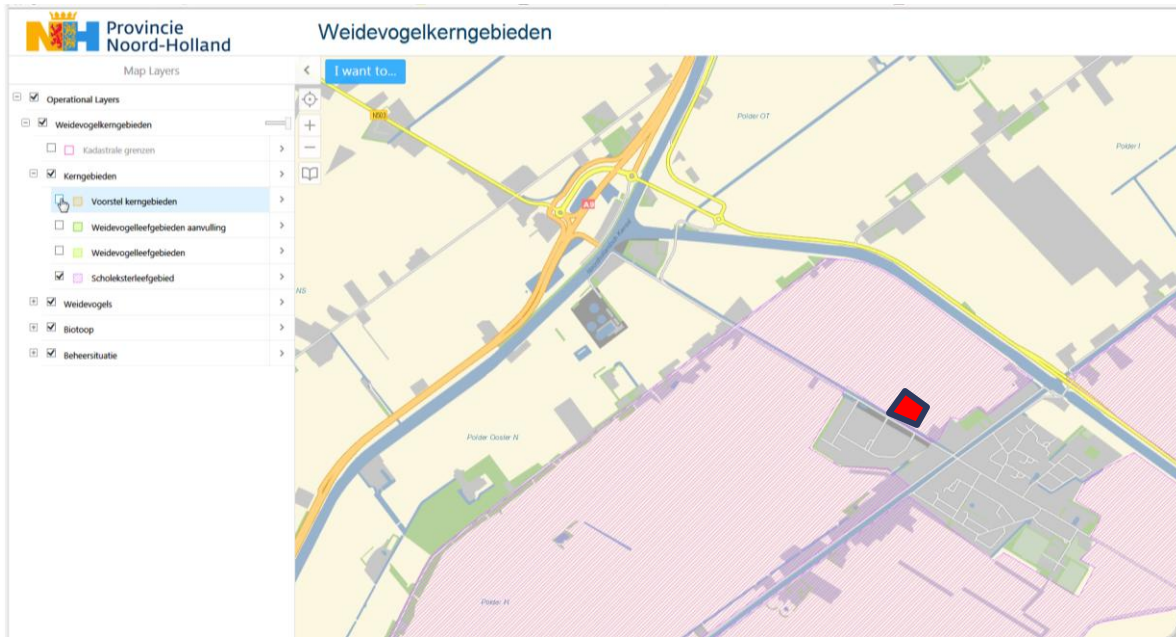 Provincie
Noord-Holland
Weidevogelkerngebieden
Map Layers
I want to...
Operational Layers
Weidevogelkerngebieden
Kadastrale grenzen
Kerngebieden
Voorstel kerngebieden
Weidevogelleefgebieden aanvulling
Weidevogelleefgebieden
Scholeksterleefgebied
Weidevogels
Biotoop
Beheersituatie
Polder OT
Polder I
A9
NS
Polder Ooster N
Polder H